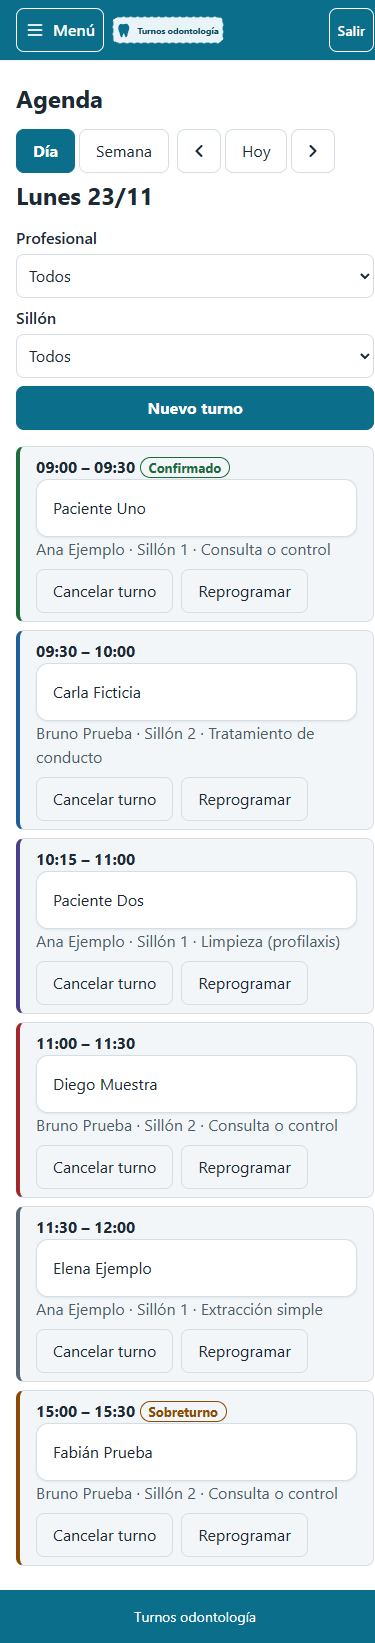 Menú
Turnos odontología
Salir
Agenda
Día
Semana
Hoy
Lunes 23/11
Profesional
Todos
Sillón
Todos
Nuevo turno
09:00 – 09:30 Confirmado
Paciente Uno
Ana Ejemplo · Sillón 1 · Consulta o control
Cancelar turno
Reprogramar
09:30 – 10:00
Carla Ficticia
Bruno Prueba · Sillón 2 · Tratamiento de
conducto
Cancelar turno
Reprogramar
10:15 – 11:00
Paciente Dos
Ana Ejemplo · Sillón 1 · Limpieza (profilaxis)
Cancelar turno
Reprogramar
11:00 – 11:30
Diego Muestra
Bruno Prueba · Sillón 2 · Consulta o control
Cancelar turno
Reprogramar
11:30 – 12:00
Elena Ejemplo
Ana Ejemplo · Sillón 1 · Extracción simple
Cancelar turno
Reprogramar
15:00 – 15:30 Sobreturno
Fabián Prueba
Bruno Prueba · Sillón 2 · Consulta o control
Cancelar turno
Reprogramar
Turnos odontología